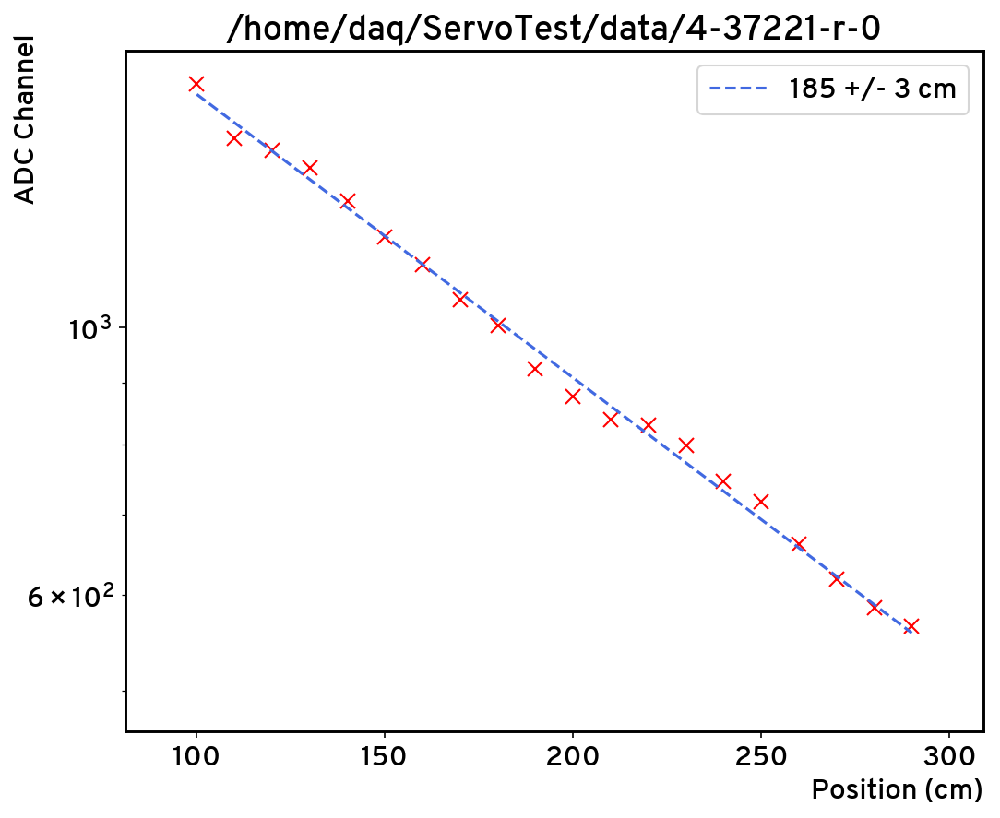 /home/daq/ServoTest/data/4-37221-r-0
ADC Channel
185 +/- 3 cm
10³
6 × 10²
100 150 200 250 300
Position (cm)